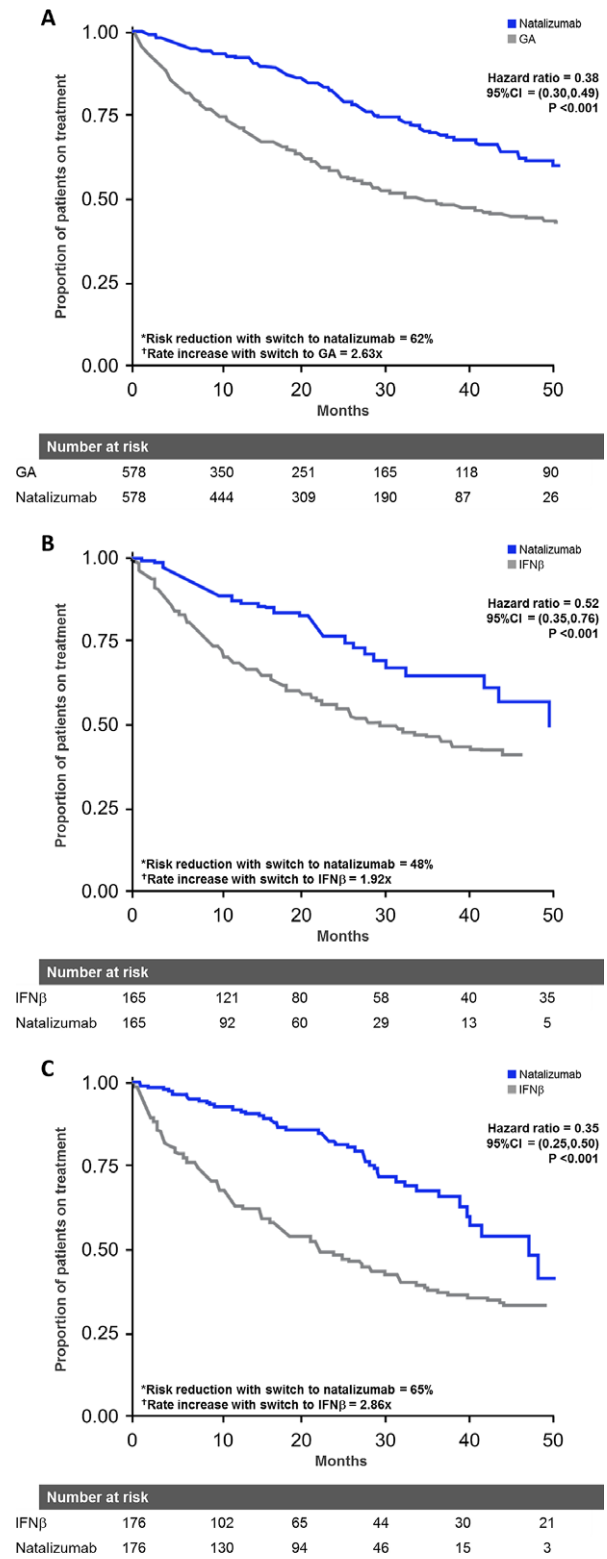 A
Natalizumab
GA
Hazard ratio = 0.38
95%CI = (0.30,0.49)
P <0.001
Proportion of patients on treatment
1.00
0.75
0.50
0.25
0.00
*Risk reduction with switch to natalizumab = 62%
†Rate increase with switch to GA = 2.63x
0 10 20 30 40 50
Months
Number at risk
GA 578 350 251 165 118 90
Natalizumab 578 444 309 190 87 26
B
Natalizumab
IFNβ
Hazard ratio = 0.52
95%CI = (0.35,0.76)
P <0.001
Proportion of patients on treatment
1.00
0.75
0.50
0.25
0.00
*Risk reduction with switch to natalizumab = 48%
†Rate increase with switch to IFNβ = 1.92x
0 10 20 30 40 50
Months
Number at risk
IFNβ 165 121 80 58 40 35
Natalizumab 165 92 60 29 13 5
C
Natalizumab
IFNβ
Hazard ratio = 0.35
95%CI = (0.25,0.50)
P <0.001
Proportion of patients on treatment
1.00
0.75
0.50
0.25
0.00
*Risk reduction with switch to natalizumab = 65%
†Rate increase with switch to IFNβ = 2.86x
0 10 20 30 40 50
Months
Number at risk
IFNβ 176 102 65 44 30 21
Natalizumab 176 130 94 46 15 3